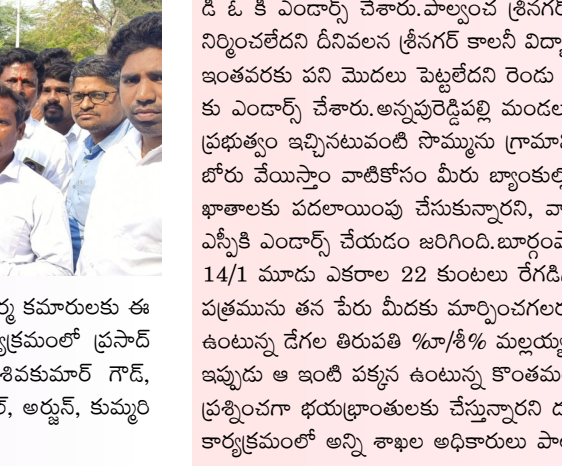 ర్మ కమారులకు ఈ
్యక్రమంలో ప్రసాద్
శివకుమార్ గౌడ్,
ర్, అర్జున్, కుమ్మరి
డి ఓ కి ఎండార్స్ చేశారు.పాల్వంచ శ్రీనగర్
నిర్మించలేదని దీనివలన శ్రీనగర్ కాలనీ విద్యా
ఇంతవరకు పని మొదలు పెట్టలేదని రెండు
కు ఎండార్స్ చేశారు.అన్నపురెడ్డిపల్లి మండల
ప్రభుత్వం ఇచ్చినటువంటి సొమ్మును గ్రామా
బోరు వేయిస్తాం వాటికోసం మీరు బ్యాంకుల్
ఖాతాలకు పదలాయింపు చేసుకున్నారని, వా
ఎస్పీకి ఎండార్స్ చేయడం జరిగింది.బూర్గంప
14/1 మూడు ఎకరాల 22 కుంటలు రేగడి
పత్రమును తన పేరు మీదకు మార్పించగల
ఉంటున్న డేగల తిరుపతి %వా/శీ% మల్లయ్య
ఇప్పుడు ఆ ఇంటి పక్కన ఉంటున్న కొంతమ
ప్రశ్నించగా భయభ్రాంతులకు చేస్తున్నారని ద
కార్యక్రమంలో అన్ని శాఖల అధికారులు పా